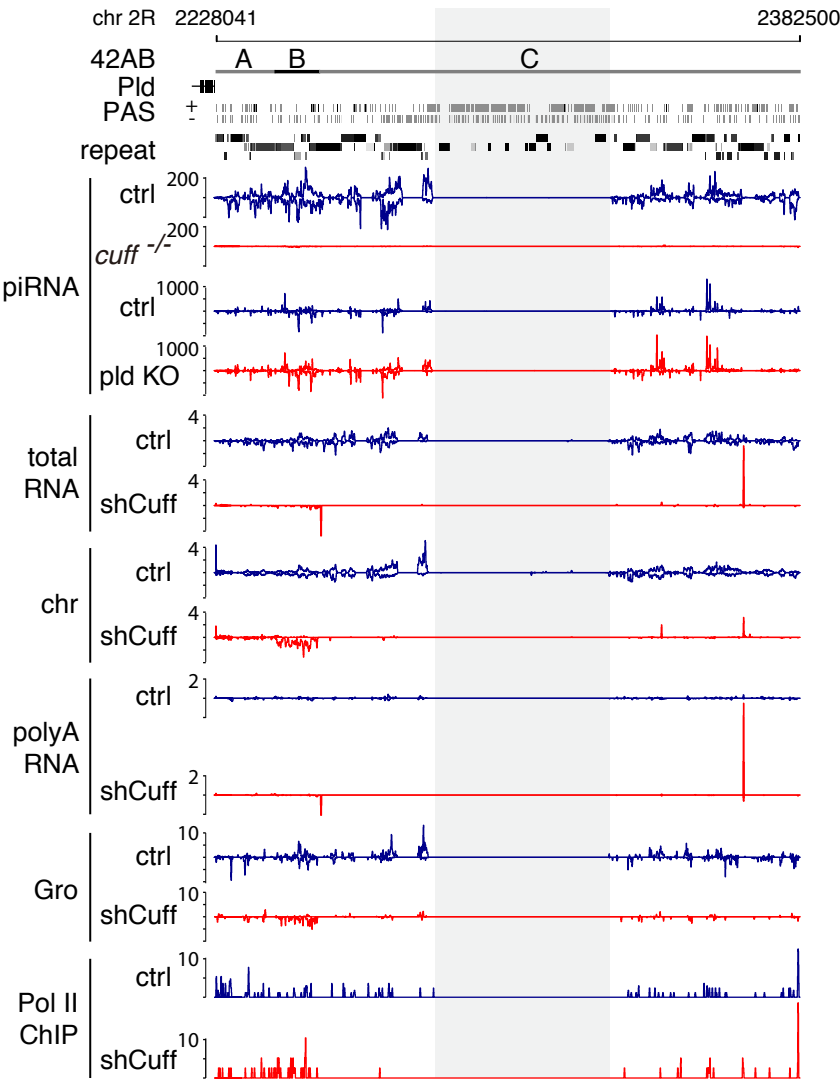 chr 2R 2228041 2382500
42AB A B C
Pld
PAS + -
repeat
piRNA
ctrl 200
cuff -/- 200
ctrl 1000
pld KO 1000
total RNA
ctrl 4
shCuff 4
chr
ctrl 4
shCuff 4
polyA RNA
ctrl 2
shCuff 2
Gro
ctrl 10
shCuff 10
Pol II ChIP
ctrl 10
shCuff 10